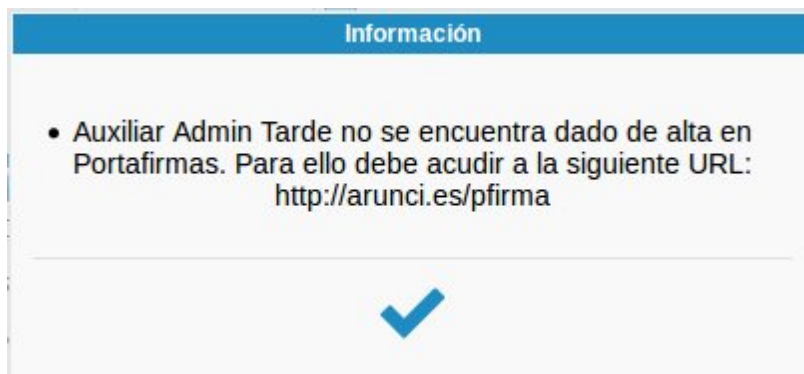 Información
• Auxiliar Admin Tarde no se encuentra dado de alta en
Portafirmas. Para ello debe acudir a la siguiente URL:
http://arunci.es/pfirma